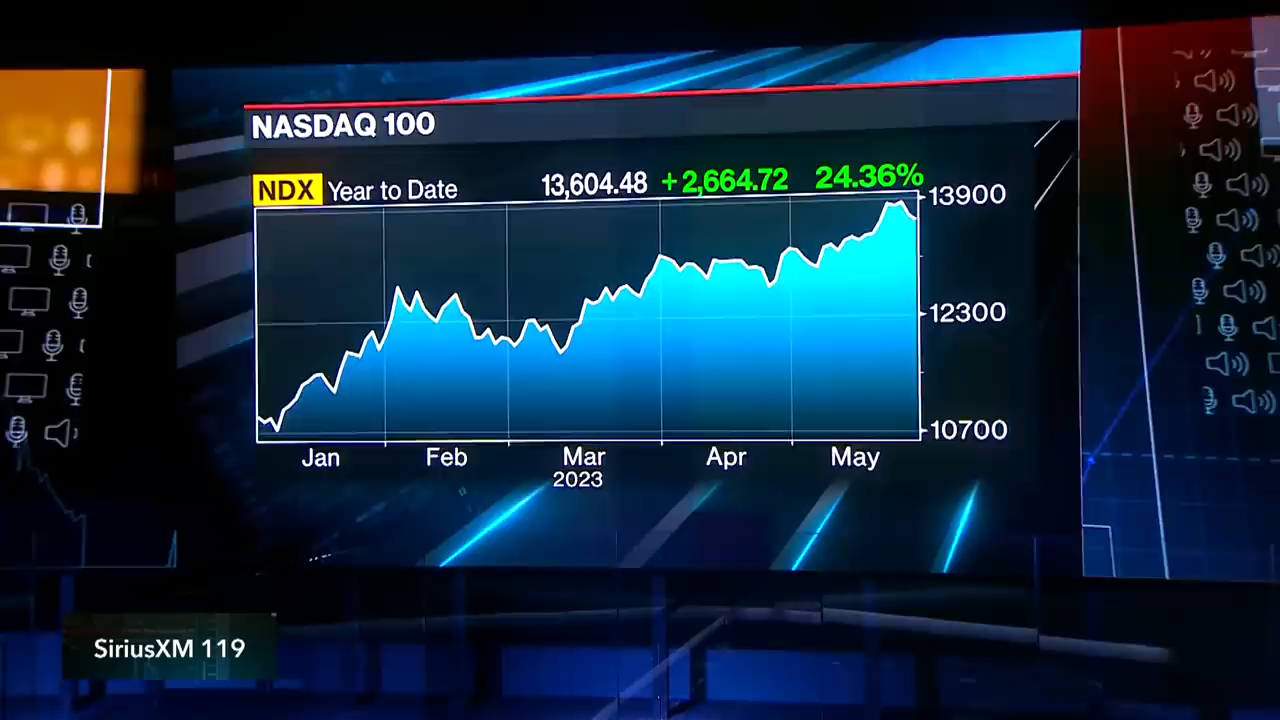 NASDAQ 100
NDX Year to Date 13,604.48 +2,664.72 24.36%
13900
12300
10700
Jan Feb Mar Apr May
2023
SiriusXM 119